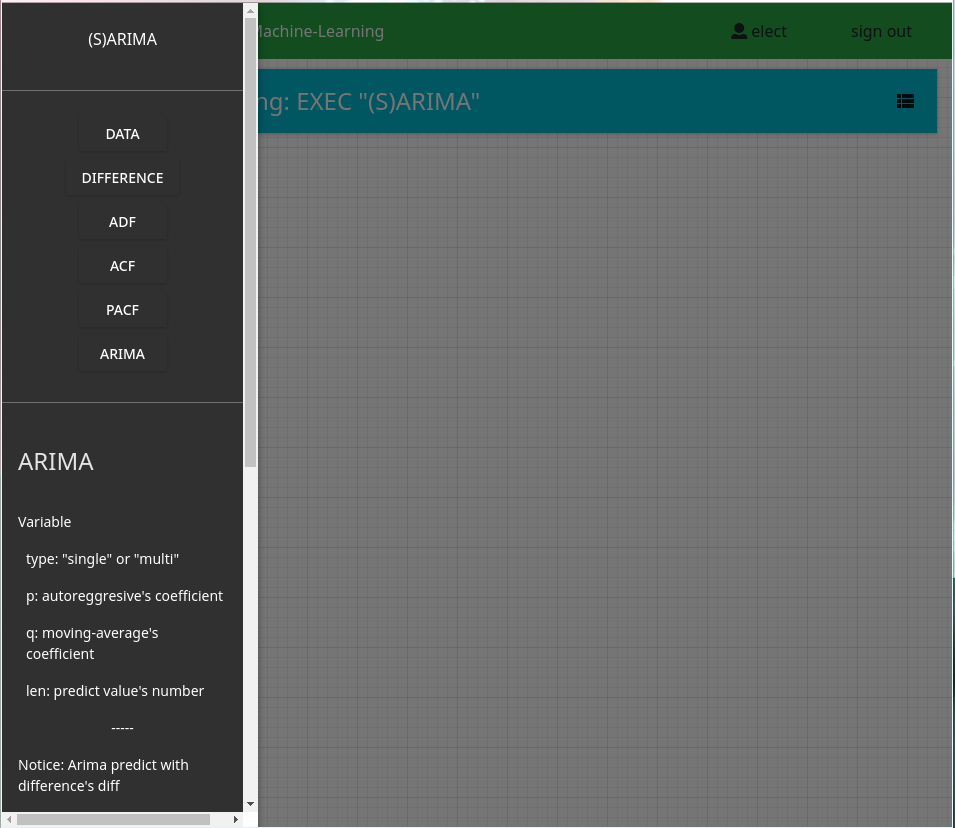 (S)ARIMA
Machine-Learning
elect
sign out
ng: EXEC "(S)ARIMA"
DATA
DIFFERENCE
ADF
ACF
PACF
ARIMA
ARIMA
Variable
type: "single" or "multi"
p: autoreggresive's coefficient
q: moving-average's
coefficient
len: predict value's number
-----
Notice: Arima predict with
difference's diff